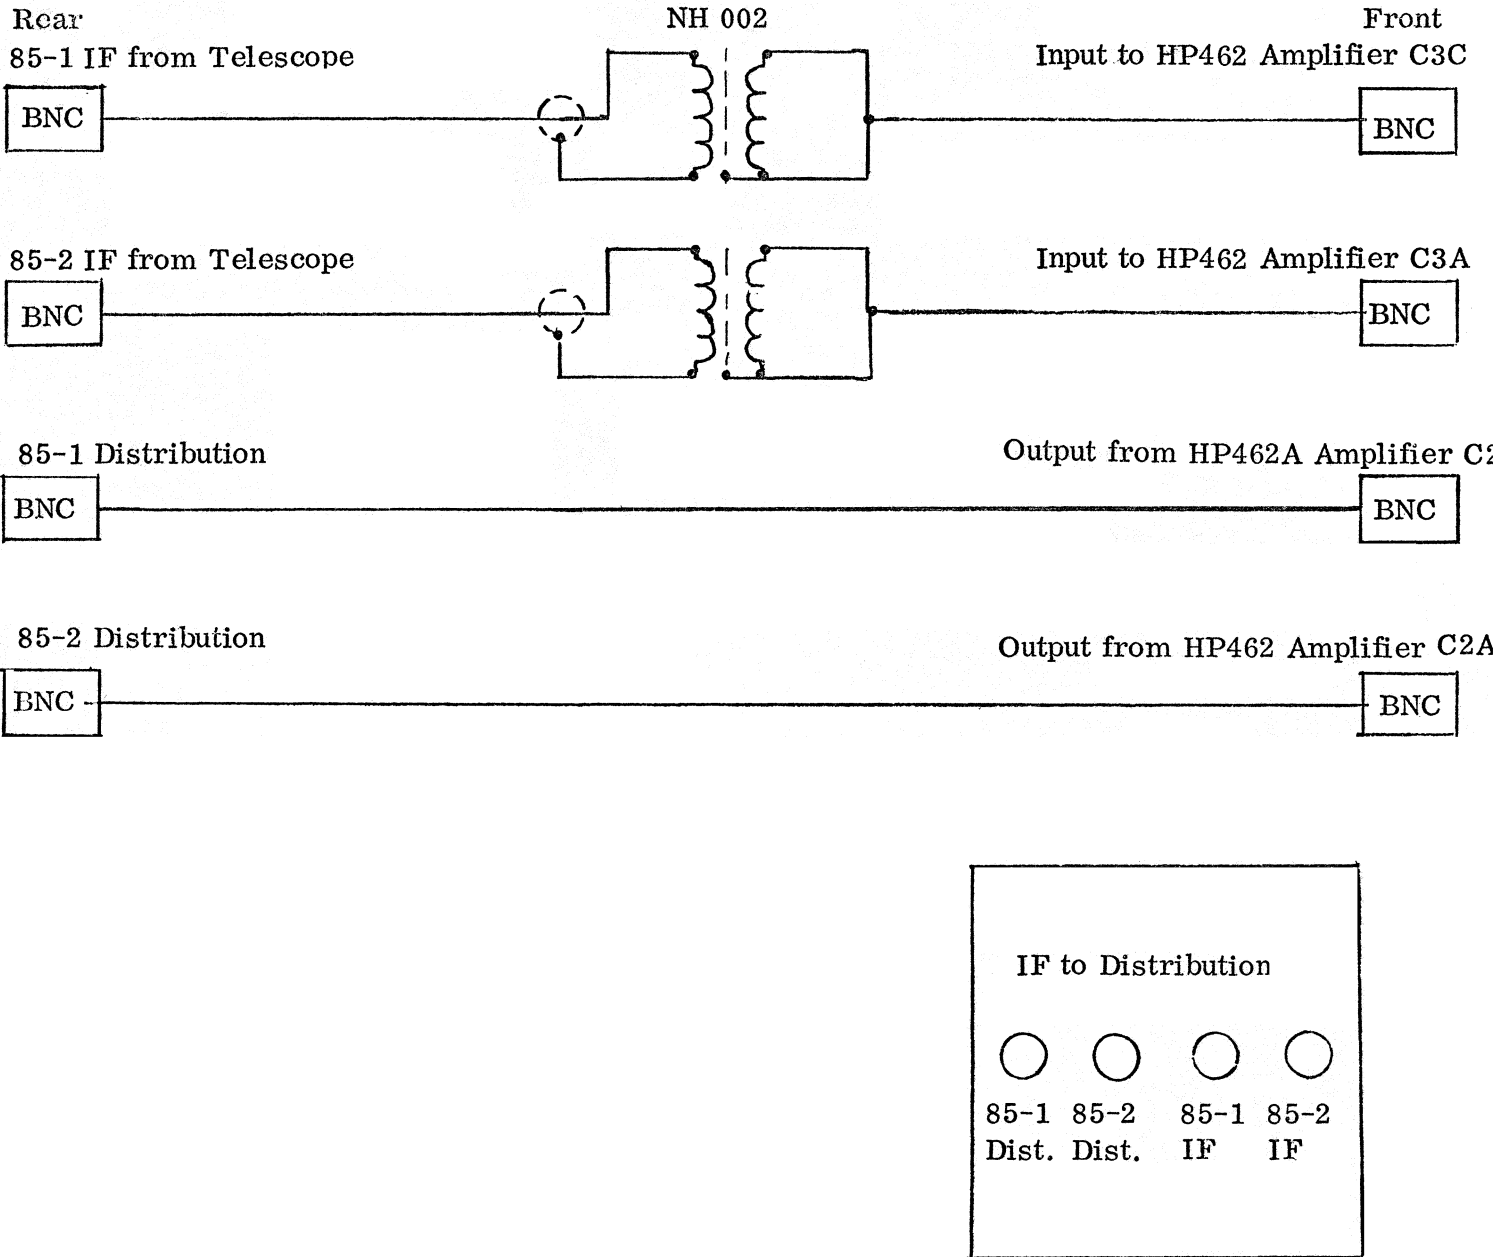 Rear
NH 002
Front
85-1 IF from Telescope
Input to HP462 Amplifier C3C
BNC
BNC
85-2 IF from Telescope
Input to HP462 Amplifier C3A
BNC
BNC
85-1 Distribution
Output from HP462A Amplifier
BNC
BNC
85-2 Distribution
Output from HP462 Amplifier C2A
BNC
BNC
IF to Distribution
85-1 85-2 85-1 85-2
Dist. Dist. IF IF